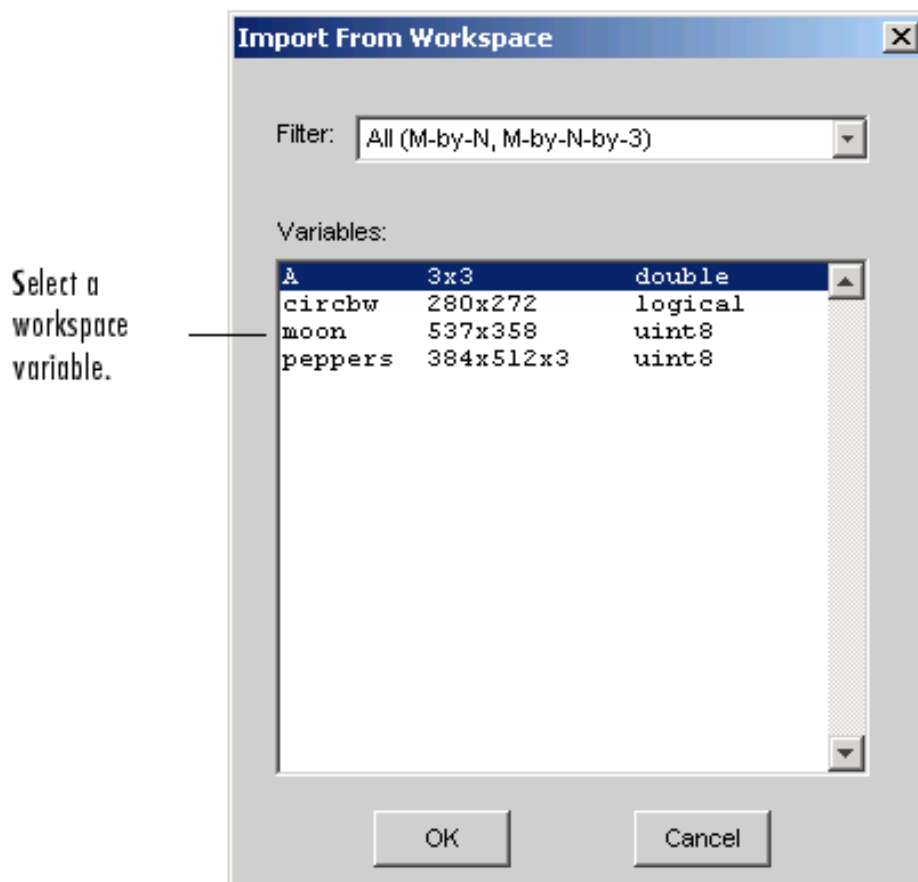 Import From Workspace
Filter: All (M-by-N, M-by-N-by-3)
Variables:
A 3x3 double
circbw 280x272 logical
moon 537x358 uint8
peppers 384x512x3 uint8
Select a
workspace
variable.
OK Cancel